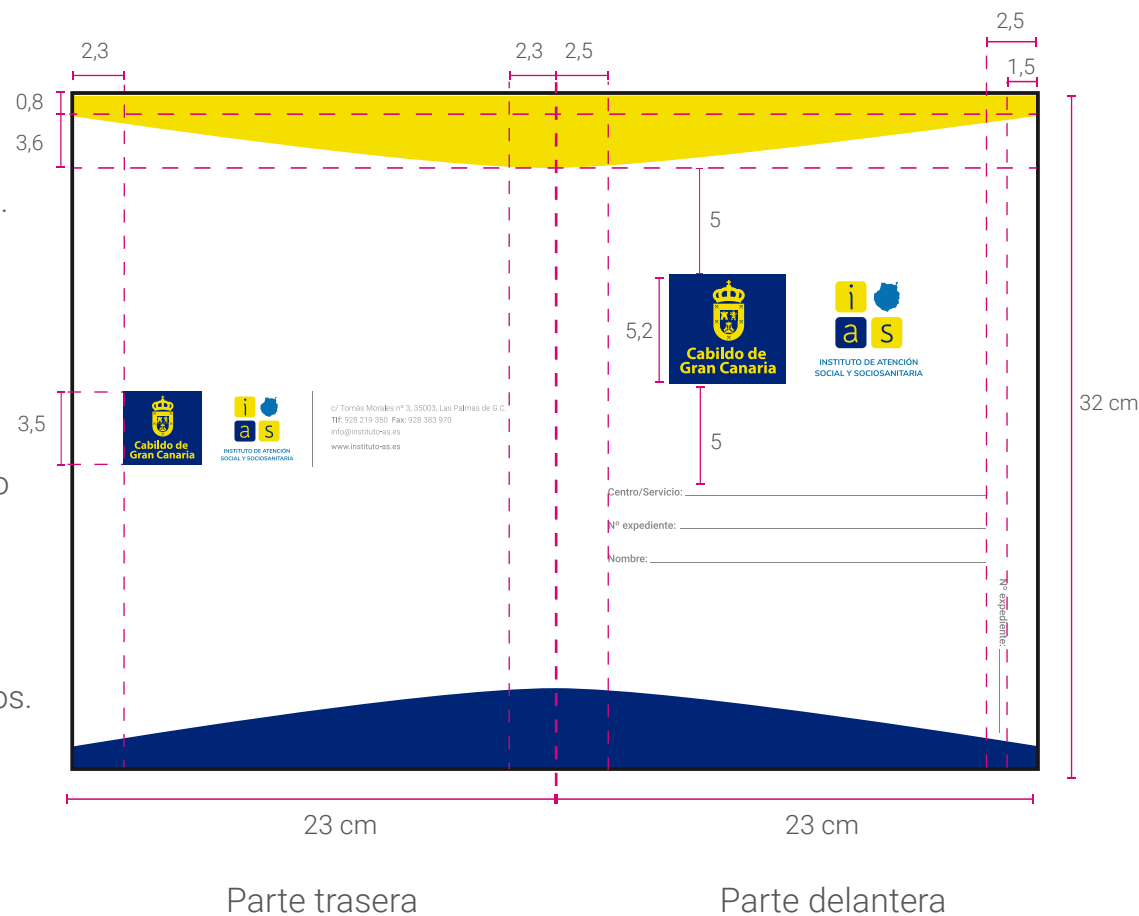 2,5
2,3
2,3
2,5
1,5
0,8
3,6
5
5,2
Cabildo de
Gran Canaria
i
a s
INSTITUTO DE ATENCIÓN
SOCIAL Y SOCIOSANITARIA
32 cm
3,5
Cabildo de
Gran Canaria
i
a s
INSTITUTO DE ATENCIÓN
SOCIAL Y SOCIOSANITARIA
c/ Tomás Morales nº 3, 35003, Las Palmas de G.C.
Tlf: 928 219 350 Fax: 928 383 970
info@instituto-as.es
www.instituto-as.es
5
Centro/Servicio:
Nº expediente:
Nombre:
Nº expediente:
os.
23 cm
23 cm
Parte trasera
Parte delantera